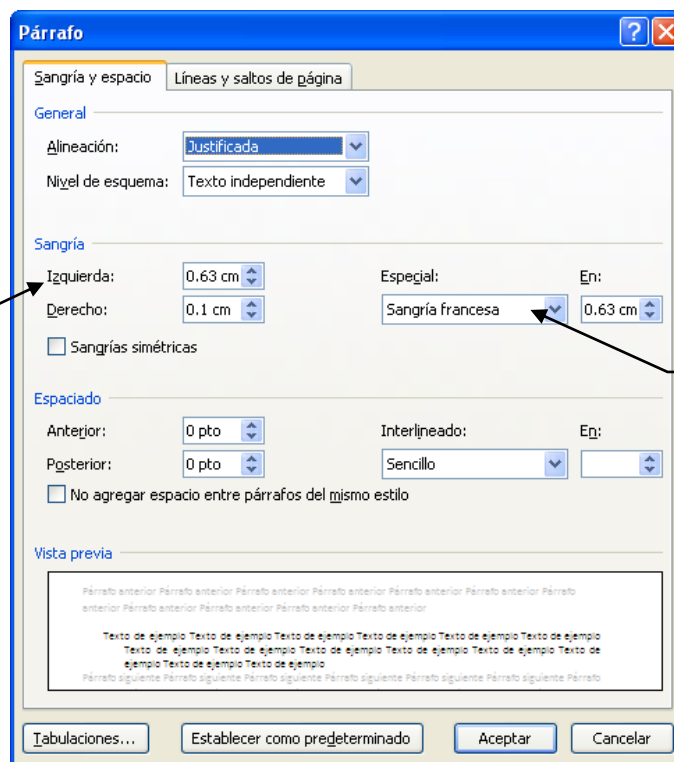 Párrafo
Sangría y espacio
Líneas y saltos de página
General
Alineación: Justificada
Nivel de esquema: Texto independiente
Sangría
Izquierda: 0.63 cm Especial: En:
Derecho: 0.1 cm Sangría francesa 0.63 cm
Sangrías simétricas
Espaciado
Anterior: 0 pto Interlineado: En:
Posterior: 0 pto Sencillo
No agregar espacio entre párrafos del mismo estilo
Vista previa
Párrafo anterior Párrafo anterior Párrafo anterior Párrafo anterior Párrafo anterior Párrafo anterior Párrafo
anterior Párrafo anterior Párrafo anterior Párrafo anterior Párrafo anterior
Texto de ejemplo Texto de ejemplo Texto de ejemplo Texto de ejemplo Texto de ejemplo Texto de ejemplo
Texto de ejemplo Texto de ejemplo Texto de ejemplo Texto de ejemplo Texto de ejemplo Texto de
ejemplo Texto de ejemplo Texto de ejemplo
Párrafo siguiente Párrafo siguiente Párrafo siguiente Párrafo siguiente Párrafo siguiente Párrafo siguiente Párrafo
Tabulaciones... Establecer como predeterminado Aceptar Cancelar